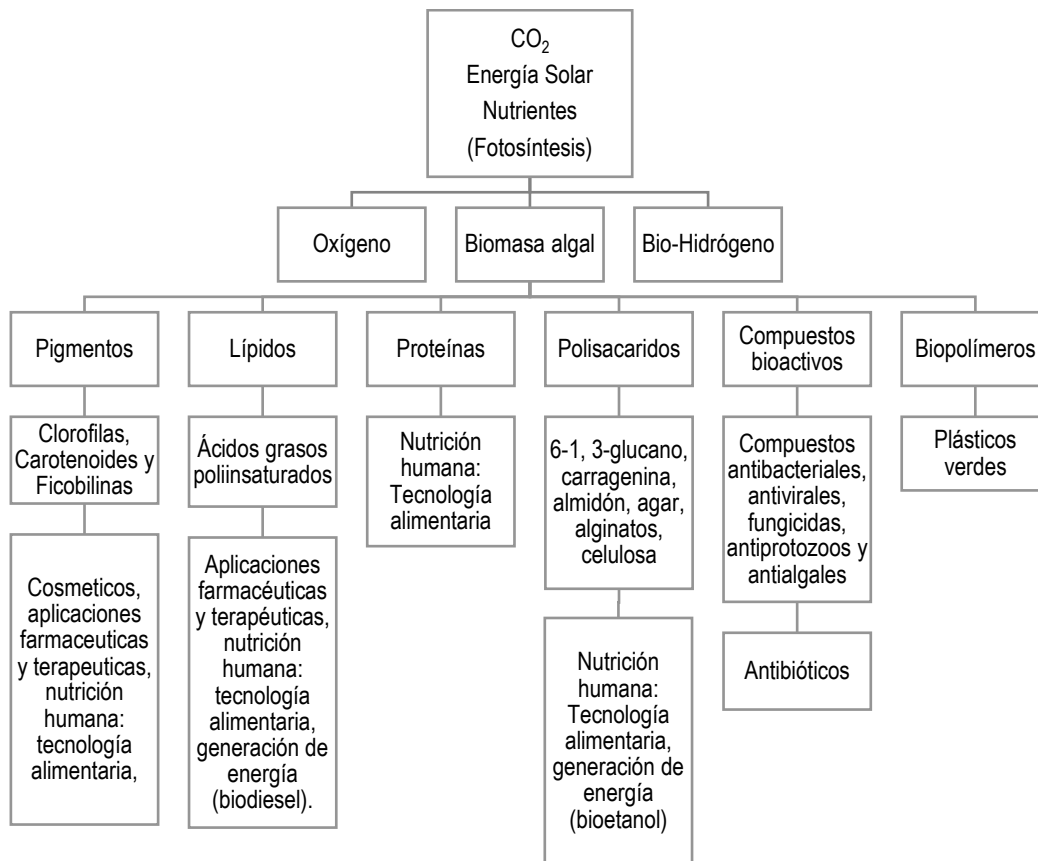 CO₂
Energía Solar
Nutrientes
(Fotosíntesis)
Oxígeno
Biomasa algal
Bio-Hidrógeno
Pigmentos
Lípidos
Proteínas
Polisacaridos
Compuestos
bioactivos
Biopolímeros
Clorofilas,
Carotenoides y
Ficobilinas
Ácidos grasos
poliinsaturados
Nutrición
humana:
Tecnología
alimentaria
6-1, 3-glucano,
carragenina,
almidón, agar,
alginatos,
celulosa
Compuestos
antibacteriales,
antivirales,
fungicidas,
antiprotozoos y
antialgales
Plásticos
verdes
Cosmeticos,
aplicaciones
farmaceuticas
y terapeuticas,
nutrición
humana:
tecnología
alimentaria,
Aplicaciones
farmacéuticas
y terapéuticas,
nutrición
humana:
tecnología
alimentaria,
generación de
energía
(biodiesel).
Nutrición
humana:
Tecnología
alimentaria,
generación de
energía
(bioetanol)
Antibióticos